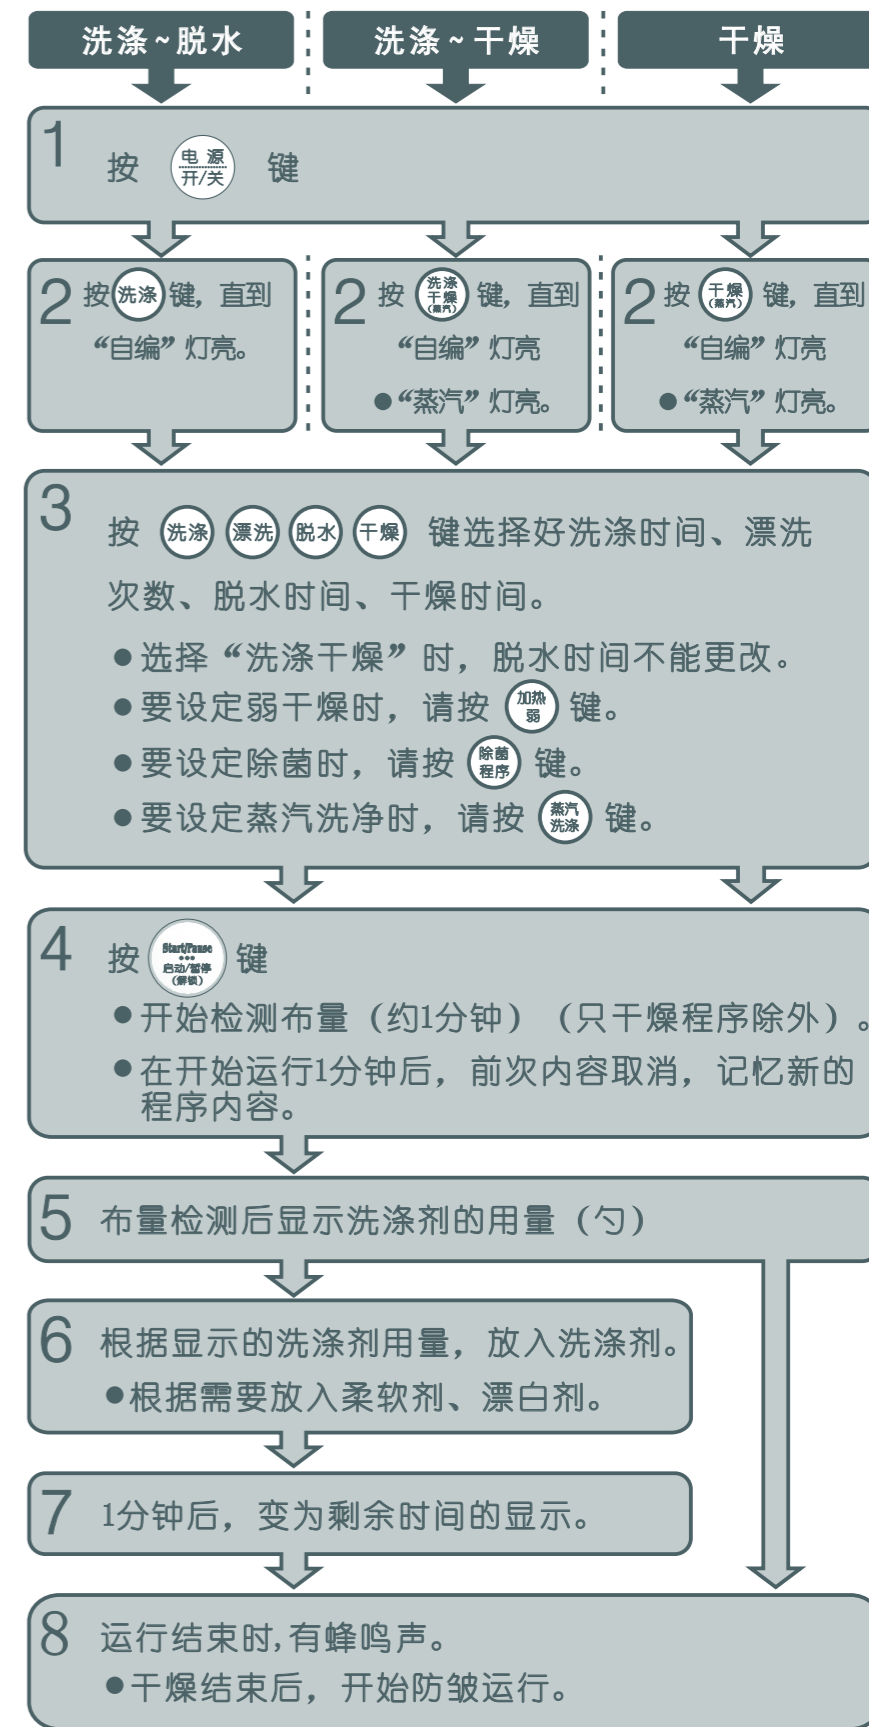 洗涤~脱水
洗涤~干燥
干燥
1
按 电源 开/关 键
2
按 洗涤 键，直到
“自编”灯亮。
2
按 洗涤 干燥 (蒸汽) 键，直到
“自编”灯亮
●“蒸汽”灯亮。
2
按 干燥 (蒸汽) 键，直到
“自编”灯亮
●“蒸汽”灯亮。
3
按 洗涤 漂洗 脱水 干燥 键选择好洗涤时间、漂洗
次数、脱水时间、干燥时间。
●选择“洗涤干燥”时，脱水时间不能更改。
●要设定弱干燥时，请按 加热 弱 键。
●要设定除菌时，请按 除菌 程序 键。
●要设定蒸汽洗净时，请按 蒸汽 洗涤 键。
4
按 Start/Pause 启动/暂停 (解锁) 键
●开始检测布量（约1分钟）（只干燥程序除外）。
●在开始运行1分钟后，前次内容取消，记忆新的
程序内容。
5
布量检测后显示洗涤剂的用量（勺）
6
根据显示的洗涤剂用量，放入洗涤剂。
●根据需要放入柔软剂、漂白剂。
7
1分钟后，变为剩余时间的显示。
8
运行结束时,有蜂鸣声。
●干燥结束后，开始防皱运行。